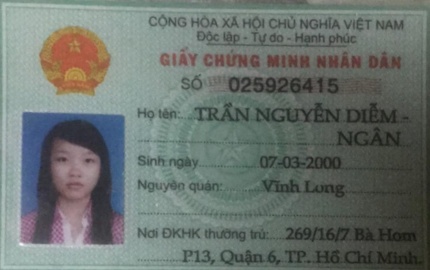 CỘNG HÒA XÃ HỘI CHỦ NGHĨA VIỆT NAM
Độc lập - Tự do - Hạnh phúc
GIẤY CHỨNG MINH NHÂN DÂN
SỐ 025926415
Họ tên: TRẦN NGUYỄN DIỄM -
NGÂN
Sinh ngày 07-03-2000
Nguyên quán: Vĩnh Long
Nơi ĐKHK thường trú: 269/16/7 Bà Hom
P13, Quận 6, TP. Hồ Chí Minh.